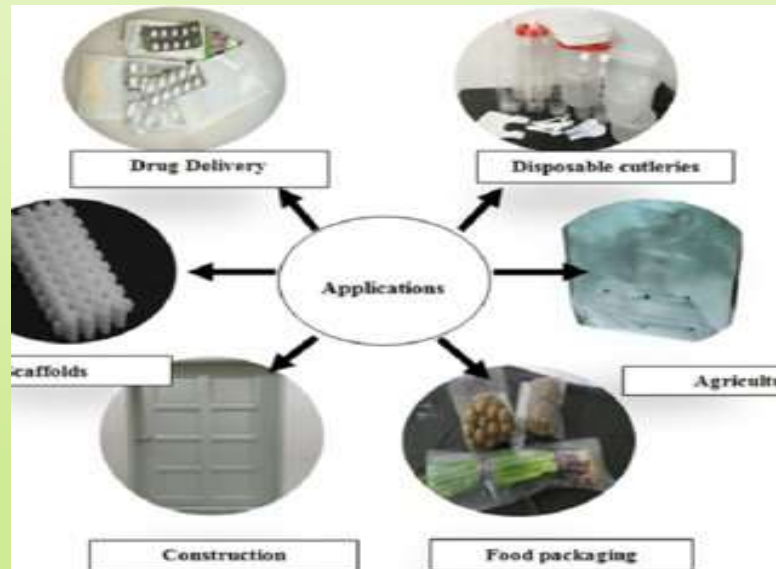 Drug Delivery
Disposable cutleries
Applications
caffolds
Agricultu
Construction
Food packaging